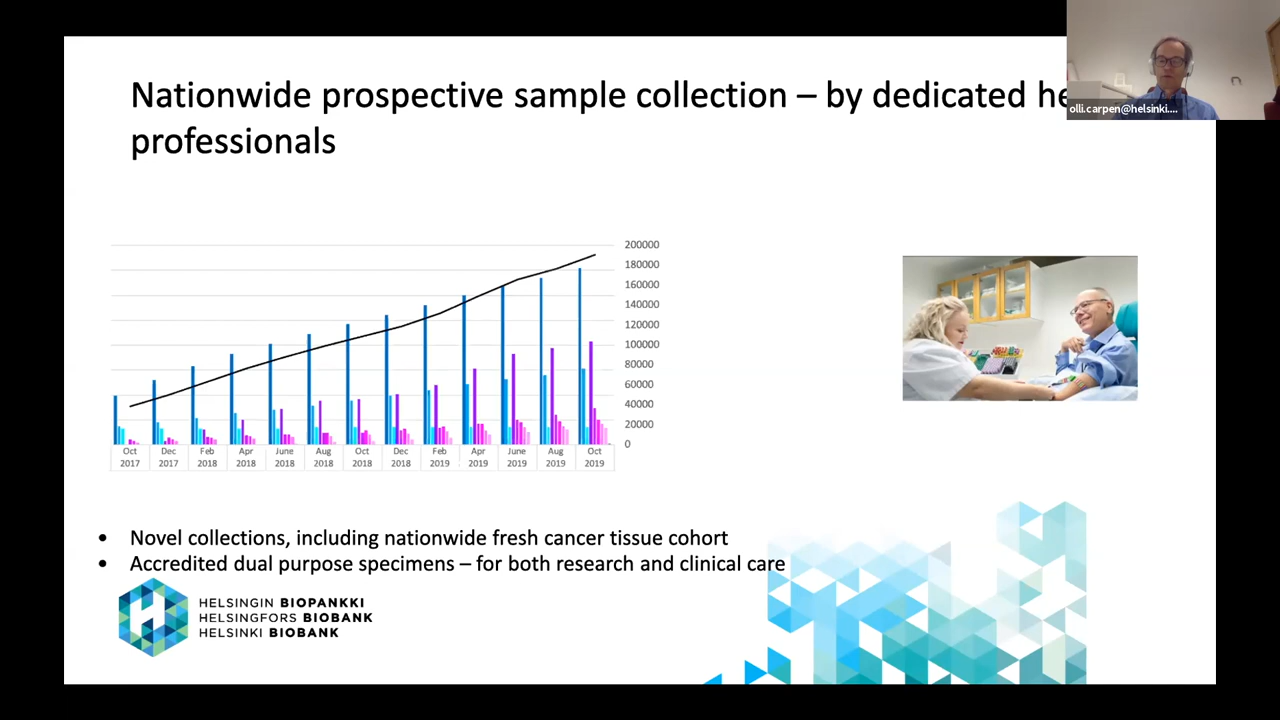 Nationwide prospective sample collection – by dedicated he
professionals
olli.carpen@helsinki....
200000
180000
160000
140000
120000
100000
80000
60000
40000
20000
0
Oct Dec Feb Apr June Aug Oct Dec Feb Apr June Aug Oct
2017 2017 2018 2018 2018 2018 2018 2018 2019 2019 2019 2019 2019
• Novel collections, including nationwide fresh cancer tissue cohort
• Accredited dual purpose specimens – for both research and clinical care
HELSINGIN BIOPANKKI
HELSINGFORS BIOBANK
HELSINKI BIOBANK